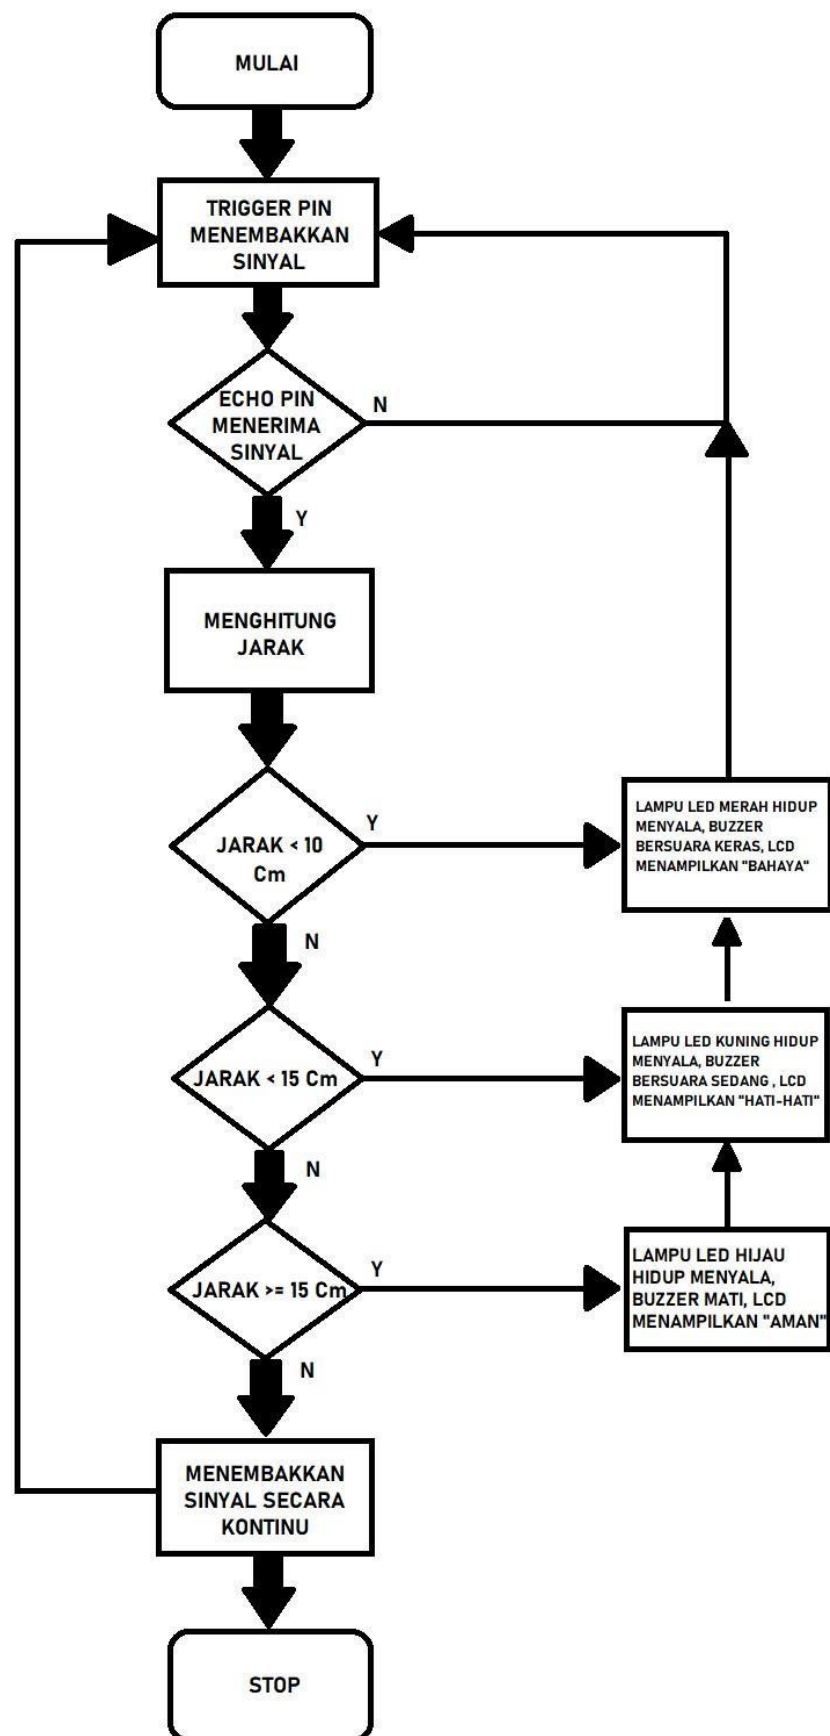 MULAI
TRIGGER PIN
MENEMBAKKAN
SINYAL
ECHO PIN
MENERIMA
SINYAL
N
Y
MENGHITUNG
JARAK
JARAK < 10
Cm
Y
LAMPU LED MERAH HIDUP
MENYALA, BUZZER
BERSUARA KERAS, LCD
MENAMPILKAN "BAHAYA"
N
JARAK < 15 Cm
Y
LAMPU LED KUNING HIDUP
MENYALA, BUZZER
BERSUARA SEDANG , LCD
MENAMPILKAN "HATI-HATI"
N
JARAK >= 15 Cm
Y
LAMPU LED HIJAU
HIDUP MENYALA,
BUZZER MATI, LCD
MENAMPILKAN "AMAN"
N
MENEMBAKKAN
SINYAL SECARA
KONTINU
STOP